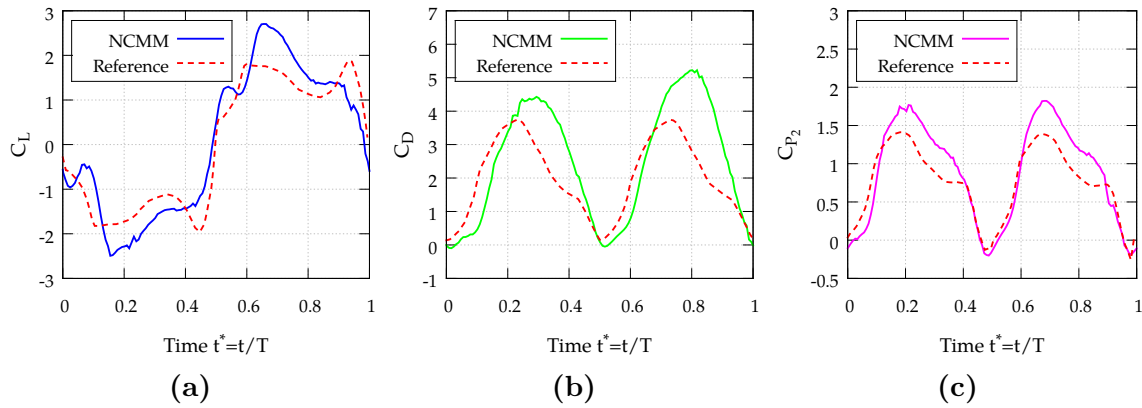 3
2
1
0
-1
-2
-3
C_L
NCMM
Reference
0 0.2 0.4 0.6 0.8 1
Time t^*=t/T
(a)
7
6
5
4
3
2
1
0
-1
C_D
NCMM
Reference
0 0.2 0.4 0.6 0.8 1
Time t^*=t/T
(b)
3
2.5
2
1.5
1
0.5
0
-0.5
C_{P_2}
NCMM
Reference
0 0.2 0.4 0.6 0.8 1
Time t^*=t/T
(c)